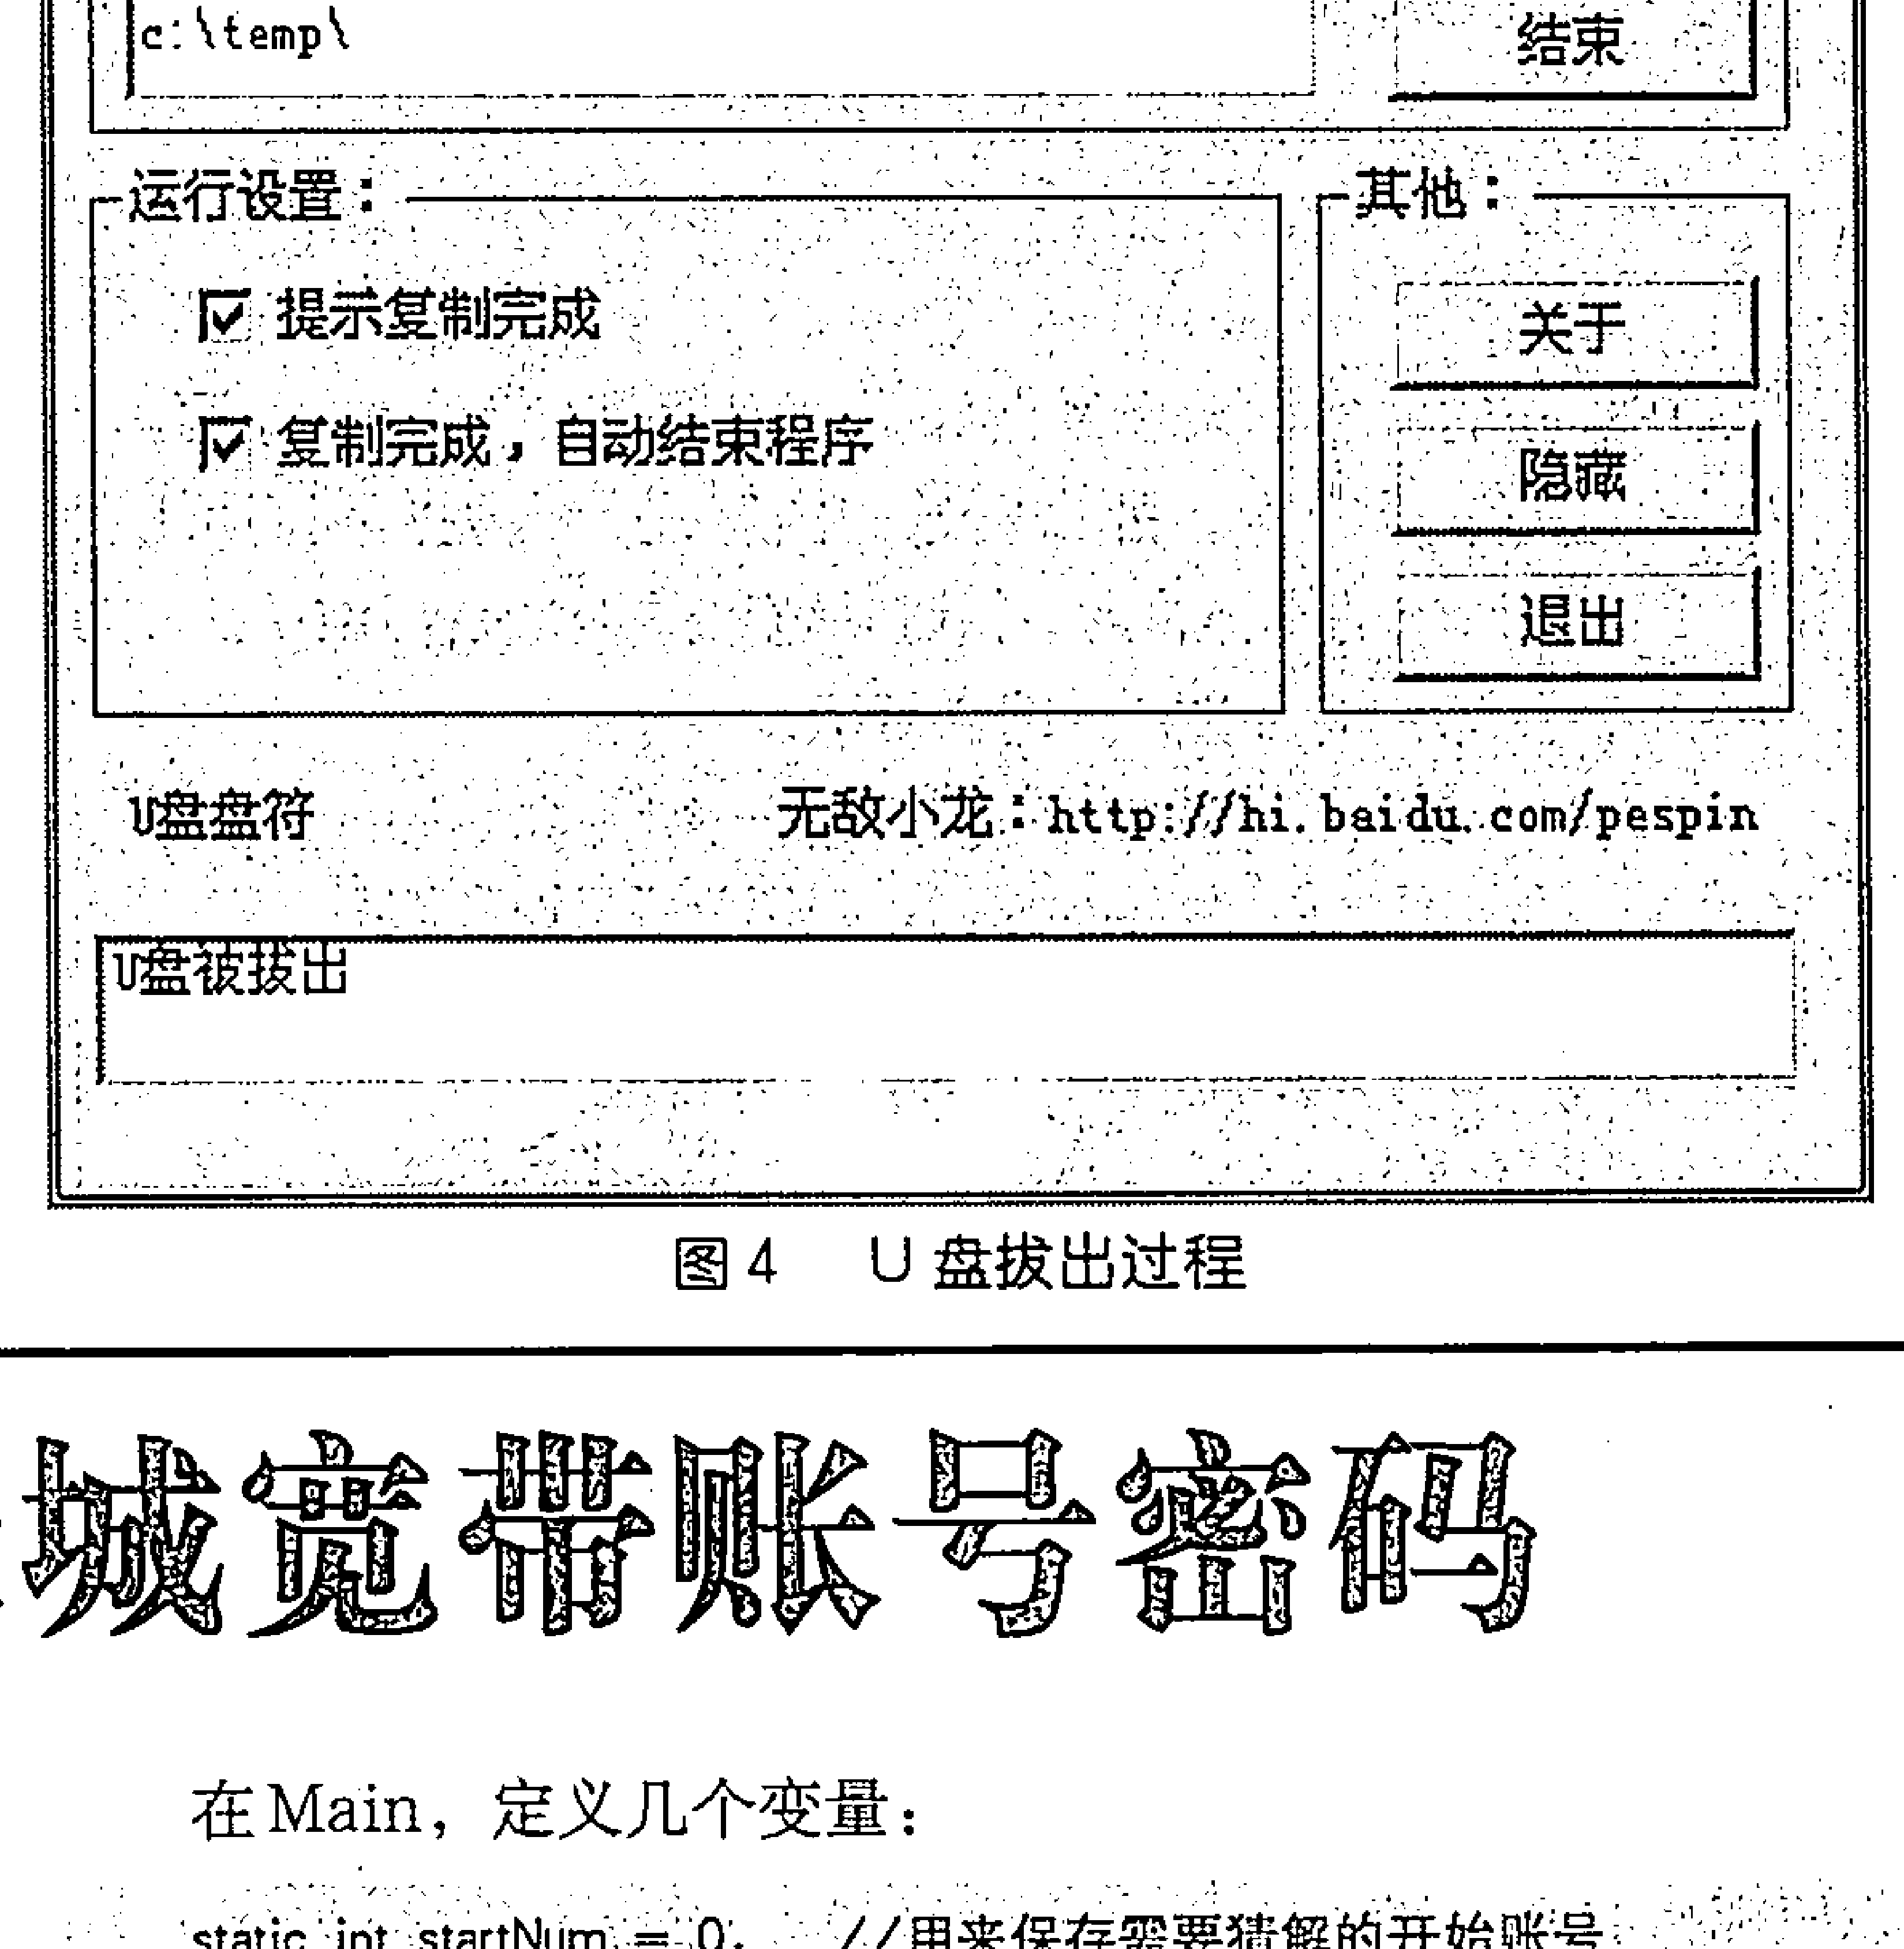 c:\temp\
结束
运行设置：
其他：
提示复制完成
关于
复制完成，自动结束程序
隐藏
退出
U盘盘符
无敌小龙：http://hi.baidu.com/pespin
U盘被拔出
图 4 U 盘拔出过程
城宽带账号密码
在Main，定义几个变量：
static int startNum = 0; //用来保存需要猜解的开始账号